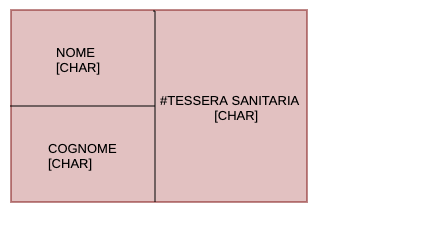 NOME
[CHAR]
COGNOME
[CHAR]
#TESSERA SANITARIA
[CHAR]